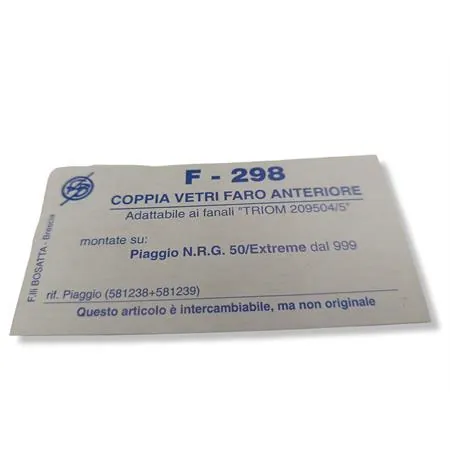 F - 298
COPPIA VETRI FARO ANTERIORE
Adattabile ai fanali "TRIOM 209504/5"
montate su:
Piaggio N.R.G. 50/Extreme dal 999
rif. Piaggio (581238+581239)
Questo articolo è intercambiabile, ma non originale
F.lli BOSATTA - Brescia